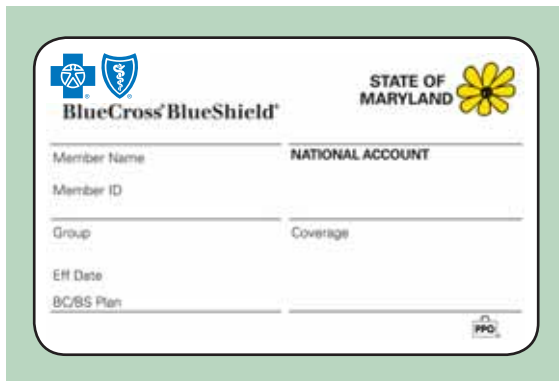 BlueCross® BlueShield®
STATE OF
MARYLAND
Member Name
NATIONAL ACCOUNT
Member ID
Group
Coverage
Eff Date
BC/BS Plan
PPO